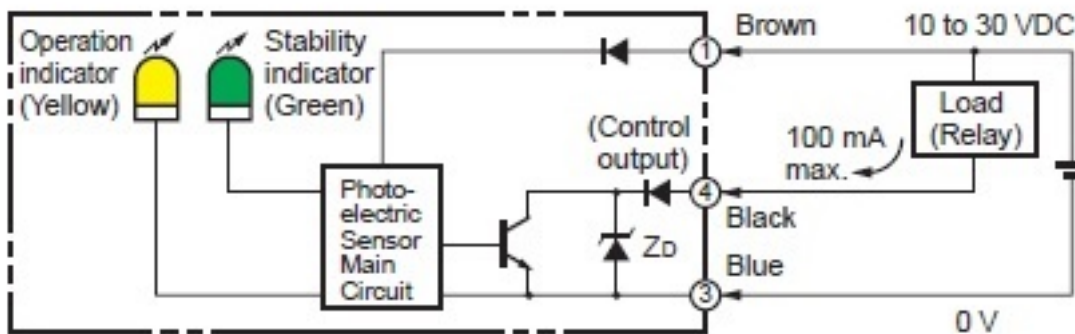 Operation
indicator
(Yellow)
Stability
indicator
(Green)
Photo-
electric
Sensor
Main
Circuit
(Control
output)
ZD
1
4
3
Brown
Black
Blue
10 to 30 VDC
Load
(Relay)
100 mA
max.
0 V